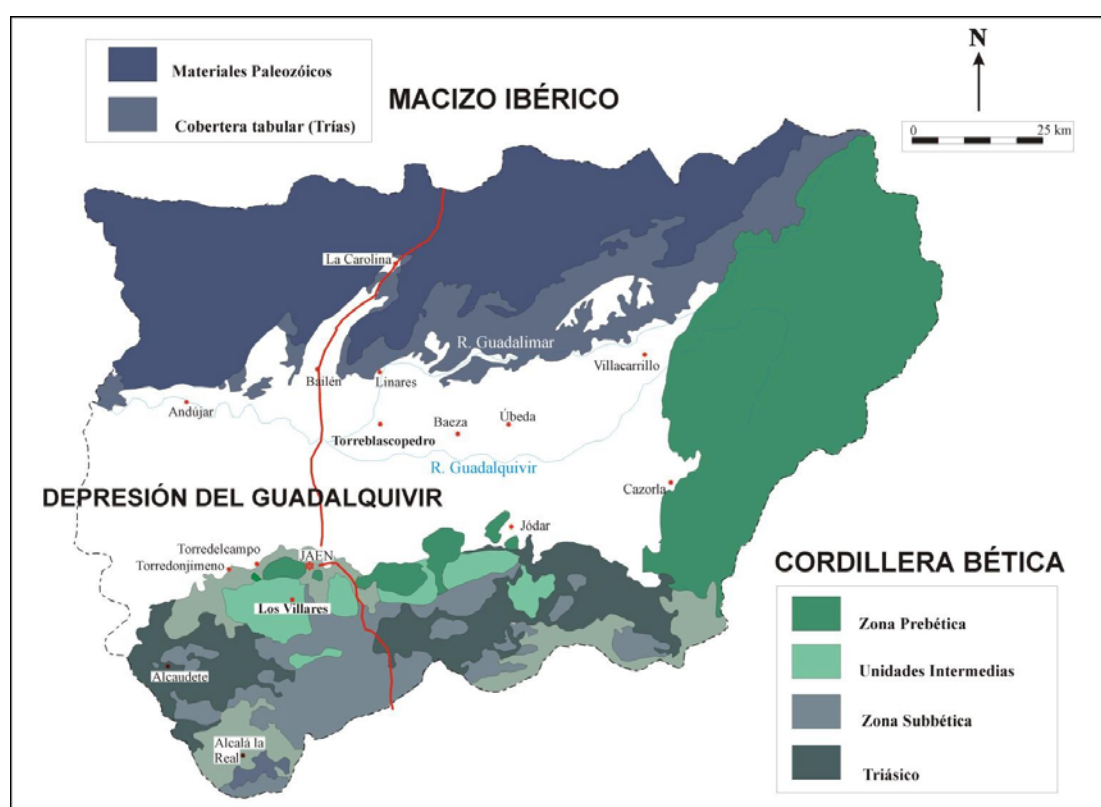 Materiales Paleozóicos
Cobertera tabular (Trías)
MACIZO IBÉRICO
N
0 25 km
La Carolina
R. Guadalimar
Villacarrillo
Bailén
Linares
Andújar
Torreblascopedro
Baeza
Úbeda
R. Guadalquivir
Cazorla
DEPRESIÓN DEL GUADALQUIVIR
Jódar
Torredelcampo
JAEN
Torredonjimeno
Los Villares
Alcaudete
Alcalá la
Real
CORDILLERA BÉTICA
Zona Prebética
Unidades Intermedias
Zona Subbética
Triásico